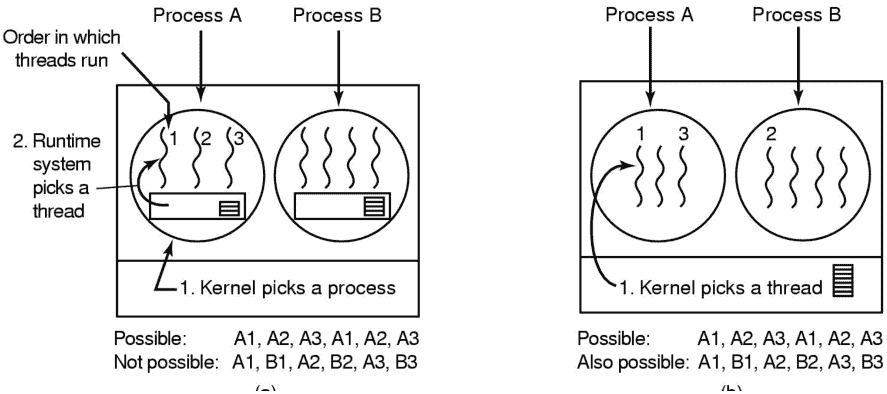 Process A
Process B
Order in which
threads run
1
2
3
2. Runtime
system
picks a
thread
1. Kernel picks a process
Possible: A1, A2, A3, A1, A2, A3
Not possible: A1, B1, A2, B2, A3, B3
(a)
Process A
Process B
1
3
2
1. Kernel picks a thread
Possible: A1, A2, A3, A1, A2, A3
Also possible: A1, B1, A2, B2, A3, B3
(b)